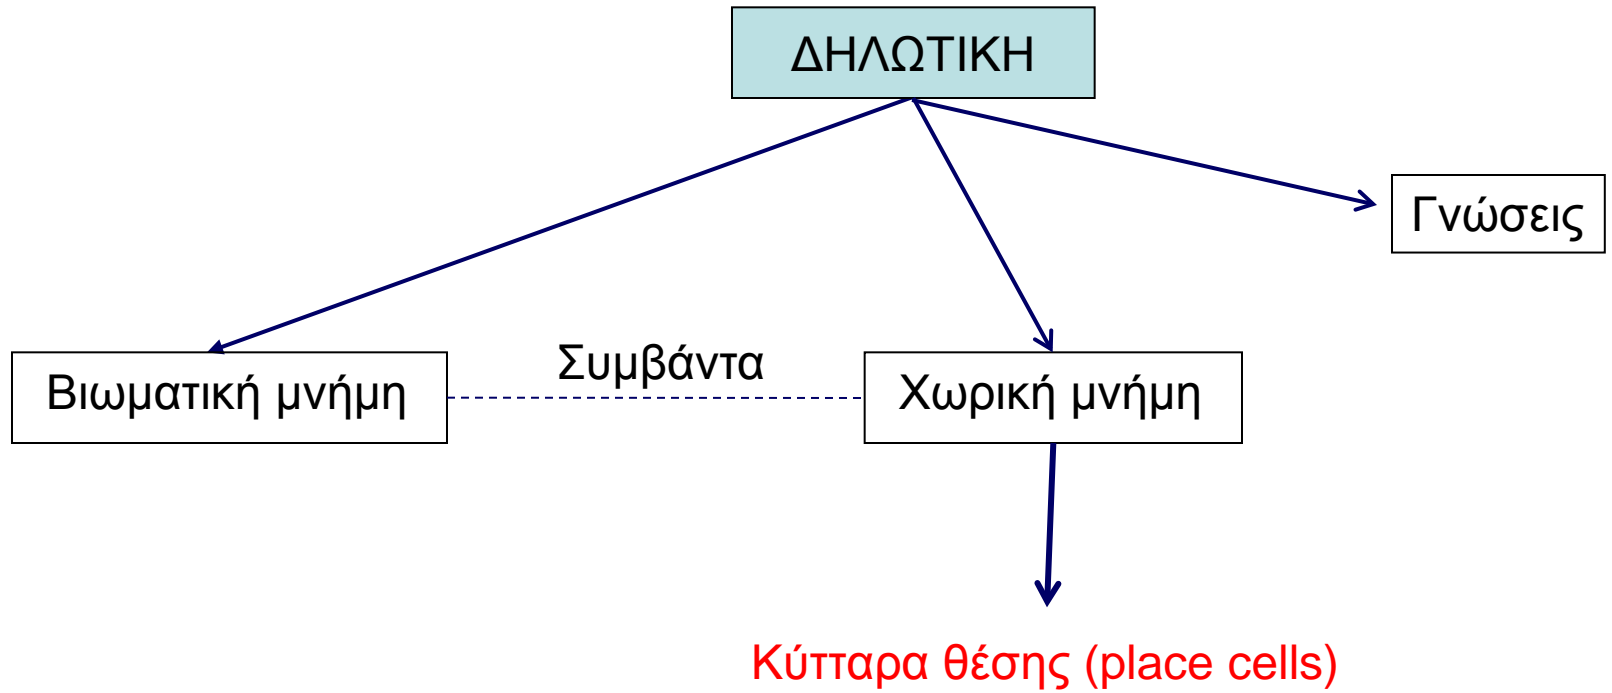 ΔΗΛΩΤΙΚΗ
Γνώσεις
Συμβάντα
Βιωματική μνήμη
Χωρική μνήμη
Κύτταρα θέσης (place cells)